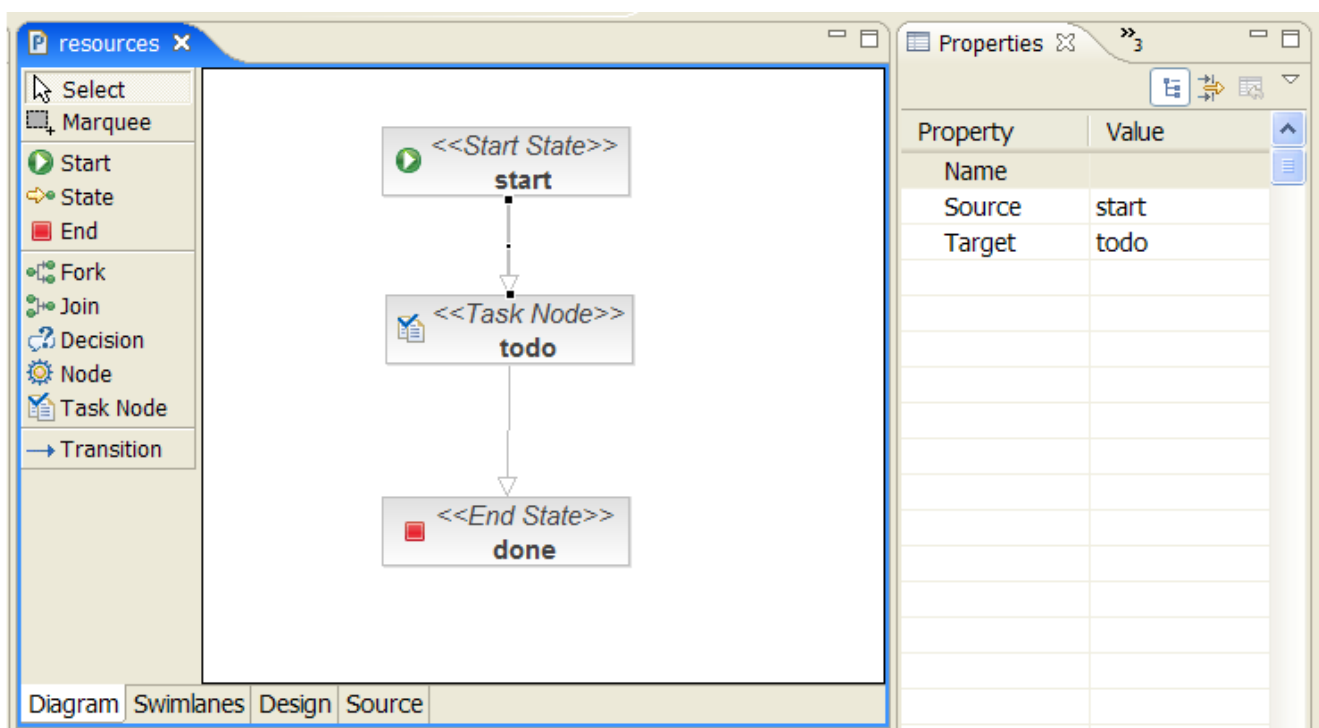 resources
Select
Marquee
Start
State
End
Fork
Join
Decision
Node
Task Node
Transition
<<Start State>>
start
<<Task Node>>
todo
<<End State>>
done
Diagram Swimlanes Design Source
Properties »3
Property Value
Name
Source start
Target todo